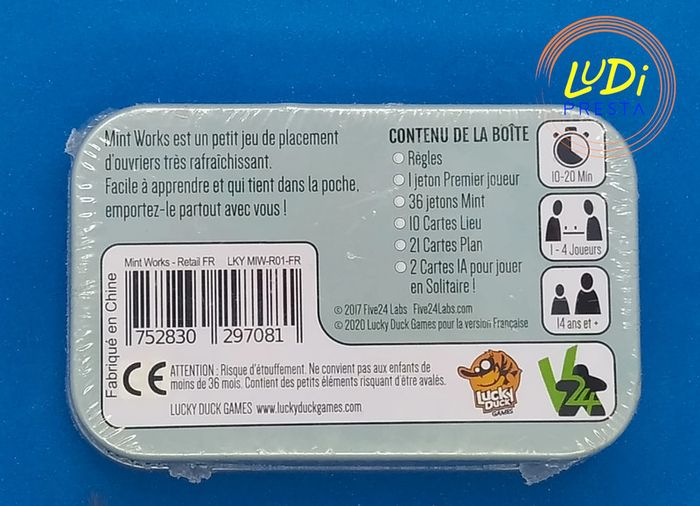 LUDI
PRESTA
Mint Works est un petit jeu de placement
d'ouvriers très rafraîchissant.
Facile à apprendre et qui tient dans la poche,
emportez-le partout avec vous !
CONTENU DE LA BOÎTE
Règles
1 jeton Premier joueur
36 jetons Mint
10 Cartes Lieu
21 Cartes Plan
2 Cartes IA pour jouer
en Solitaire !
© 2017 Five24 Labs Five24Labs.com
© 2020 Lucky Duck Games pour la version Française
10-20 Min
1 - 4 Joueurs
14 ans et +
Fabriqué en Chine
Mint Works - Retail FR LKY MIW-R01-FR
752830 297081
CE
ATTENTION : Risque d'étouffement. Ne convient pas aux enfants de
moins de 36 mois. Contient des petits éléments risquant d'être avalés.
LUCKY DUCK GAMES www.luckyduckgames.com
Lucky
Duck
GAMES
V24